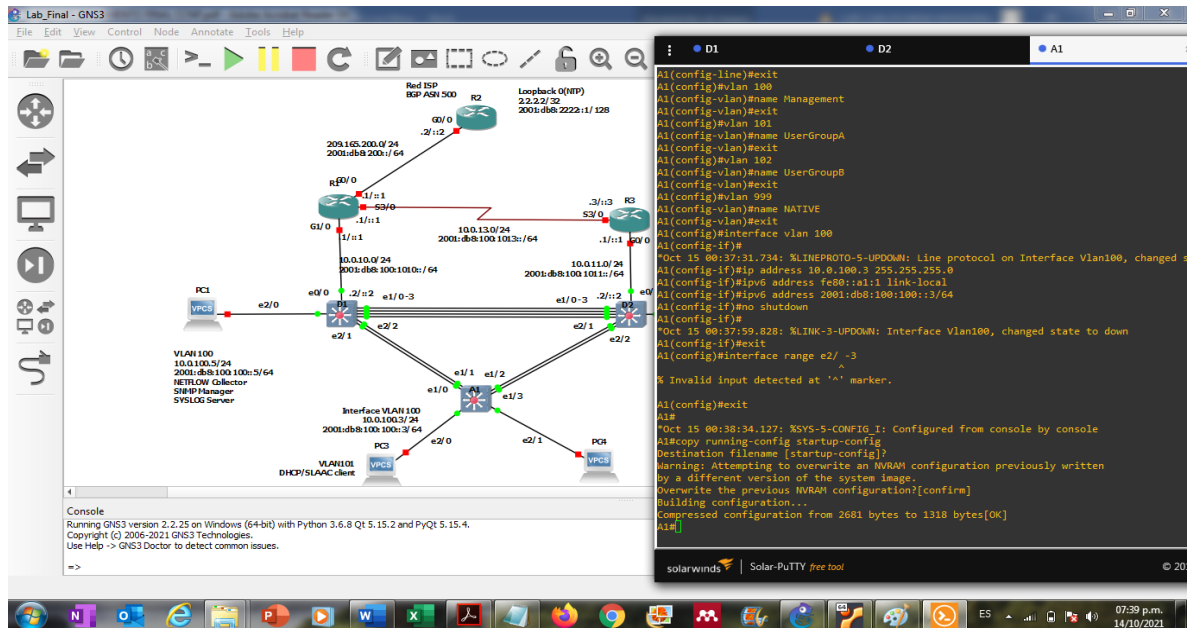 Lab_Final - GNS3
File Edit View Control Node Annotate Tools Help
Red ISP
BGP ASN 500
R2
Loopback 0(NTP)
2.2.2.2/32
2001:db8:2222::1/128
G0/0
.2/::2
209.165.200.0/24
2001:db8:200::/64
R1
G0/0
.1/::1
S3/0
.1/::1
G1/0
.1/::1
.3/::3
R3
S3/0
10.0.13.0/24
2001:db8:100:1013::/64
.1/::1
G0/0
10.0.10.0/24
2001:db8:100:1010::/64
10.0.11.0/24
2001:db8:100:1011::/64
PC1
VPCS
e2/0
e0/0
.2/::2
e1/0-3
D1
e1/0-3
.2/::2
e0/
D2
e2/2
e2/1
e2/1
e2/2
VLAN 100
10.0.100.5/24
2001:db8:100:100::5/64
NETFLOW Collector
SNMP Manager
SYSLOG Server
e1/1
e1/2
e1/0
A1
e1/3
Interface VLAN 100
10.0.100.3/24
2001:db8:100:100::3/64
PC3
e2/0
e2/1
PC4
VLAN101
DHCP/SLAAC client
VPCS
VPCS
Console
Running GNS3 version 2.2.25 on Windows (64-bit) with Python 3.6.8 Qt 5.15.2 and PyQt 5.15.4.
Copyright (c) 2006-2021 GNS3 Technologies.
Use Help -> GNS3 Doctor to detect common issues.
=>
D1
D2
A1
A1(config-line)#exit
A1(config)#vlan 100
A1(config-vlan)#name Management
A1(config-vlan)#exit
A1(config)#vlan 101
A1(config-vlan)#name UserGroupA
A1(config-vlan)#exit
A1(config)#vlan 102
A1(config-vlan)#name UserGroupB
A1(config-vlan)#exit
A1(config)#vlan 999
A1(config-vlan)#name NATIVE
A1(config-vlan)#exit
A1(config)#interface vlan 100
A1(config-if)#
*Oct 15 00:37:31.734: %LINEPROTO-5-UPDOWN: Line protocol on Interface Vlan100, changed s
A1(config-if)#ip address 10.0.100.3 255.255.255.0
A1(config-if)#ipv6 address fe80::a1:1 link-local
A1(config-if)#ipv6 address 2001:db8:100:100::3/64
A1(config-if)#no shutdown
A1(config-if)#
*Oct 15 00:37:59.828: %LINK-3-UPDOWN: Interface Vlan100, changed state to down
A1(config-if)#exit
A1(config)#interface range e2/ -3
^
% Invalid input detected at '^' marker.
A1(config)#exit
A1#
*Oct 15 00:38:34.127: %SYS-5-CONFIG_I: Configured from console by console
A1#copy running-config startup-config
Destination filename [startup-config]?
Warning: Attempting to overwrite an NVRAM configuration previously written
by a different version of the system image.
Overwrite the previous NVRAM configuration?[confirm]
Building configuration...
Compressed configuration from 2681 bytes to 1318 bytes[OK]
A1#
solarwinds Solar-PuTTY free tool
© 20
ES
07:39 p.m.
14/10/2021